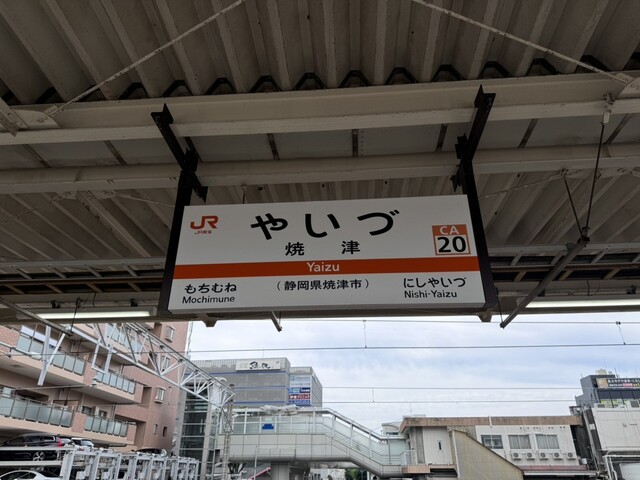 JR
JR東海
やいづ
CA
20
焼津
Yaizu
もちむね
Mochimune
(静岡県焼津市)
にしやいづ
Nishi-Yaizu